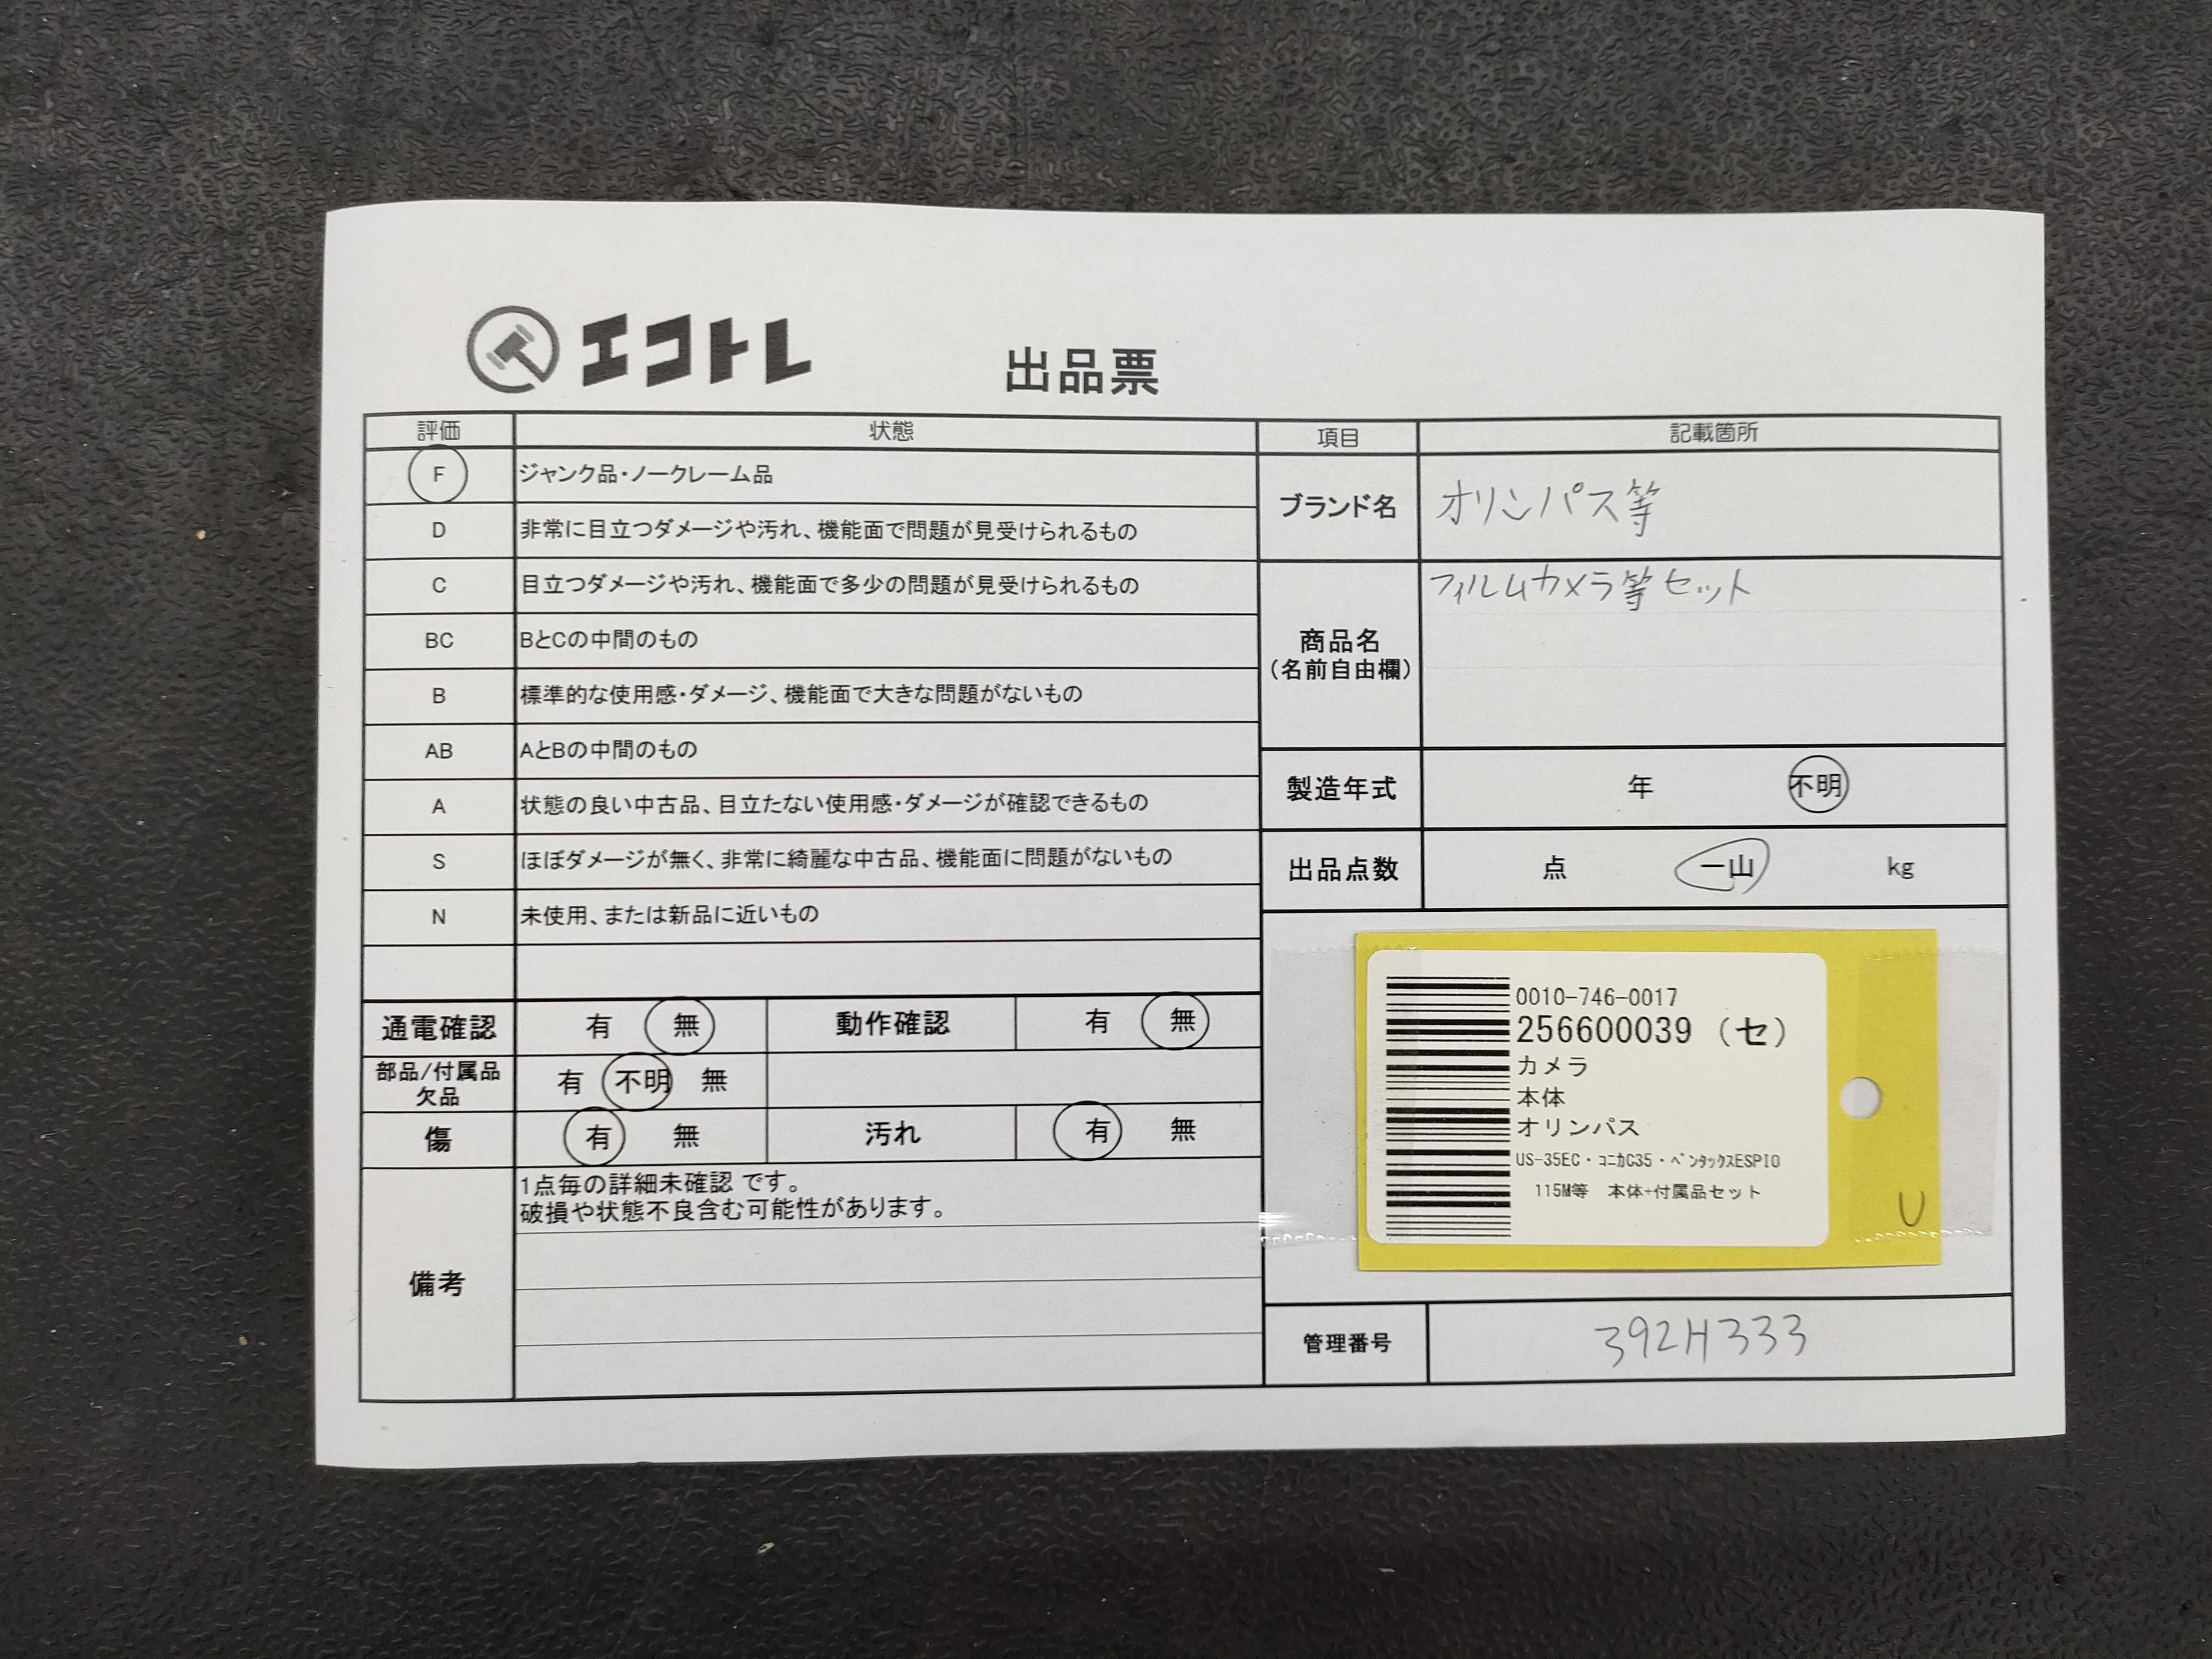 エコトレ
出品票
評価 状態
F ジャンク品・ノークレーム品
D 非常に目立つダメージや汚れ、機能面で問題が見受けられるもの
C 目立つダメージや汚れ、機能面で多少の問題が見受けられるもの
BC BとCの中間のもの
B 標準的な使用感・ダメージ、機能面で大きな問題がないもの
AB AとBの中間のもの
A 状態の良い中古品、目立たない使用感・ダメージが確認できるもの
S ほぼダメージが無く、非常に綺麗な中古品、機能面に問題がないもの
N 未使用、または新品に近いもの
通電確認 有 無 動作確認 有 無
部品/付属品
欠品 有 不明 無
傷 有 無 汚れ 有 無
備考
1点毎の詳細未確認 です。
破損や状態不良含む可能性があります。
項目 記載箇所
ブランド名 オリンパス等
商品名
(名前自由欄)
フィルムカメラ等セット
製造年式 年 不明
出品点数 点 一山 kg
0010-746-0017
256600039 (セ)
カメラ
本体
オリンパス
US-35EC・ｺﾆｶC35・ﾍﾟﾝﾀｯｸｽESPIO
115M等 本体+付属品セット
U
管理番号 392H333